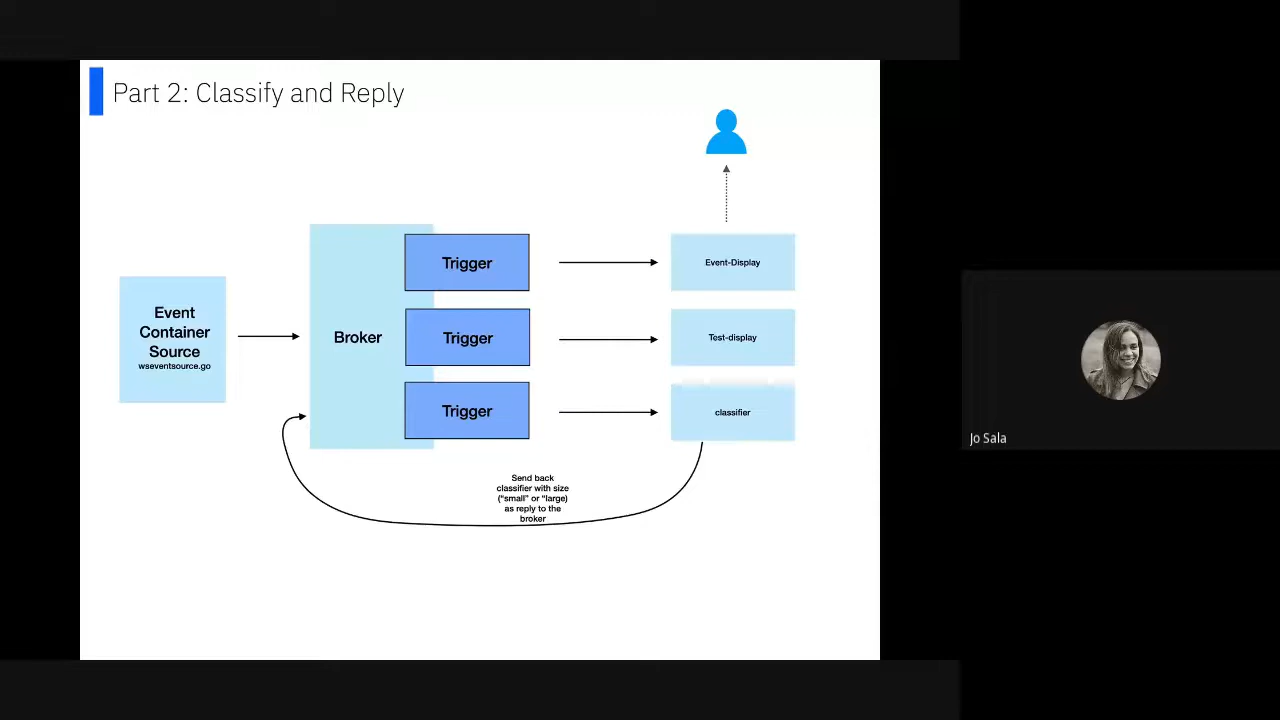 Part 2: Classify and Reply
Event
Container
Source
wseventsource.go
Broker
Trigger
Trigger
Trigger
Event-Display
Test-display
classifier
Send back
classifier with size
(“small” or “large)
as reply to the
broker
Jo Sala